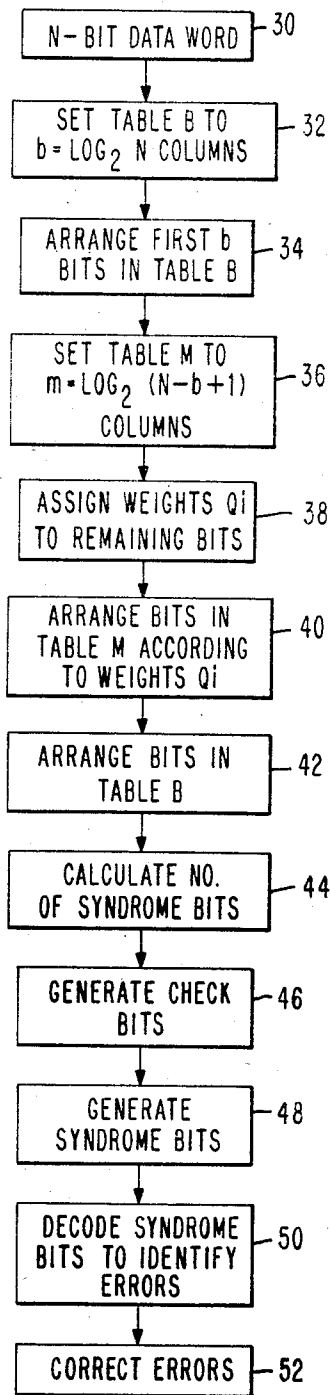 N-BIT DATA WORD
30
SET TABLE B TO
b=LOG2 N COLUMNS
32
ARRANGE FIRST b
BITS IN TABLE B
34
SET TABLE M TO
m=LOG2 (N-b+1)
COLUMNS
36
ASSIGN WEIGHTS Qi
TO REMAINING BITS
38
ARRANGE BITS IN
TABLE M ACCORDING
TO WEIGHTS Qi
40
ARRANGE BITS IN
TABLE B
42
CALCULATE NO.
OF SYNDROME BITS
44
GENERATE CHECK
BITS
46
GENERATE
SYNDROME BITS
48
DECODE SYNDROME
BITS TO IDENTIFY
ERRORS
50
CORRECT ERRORS
52